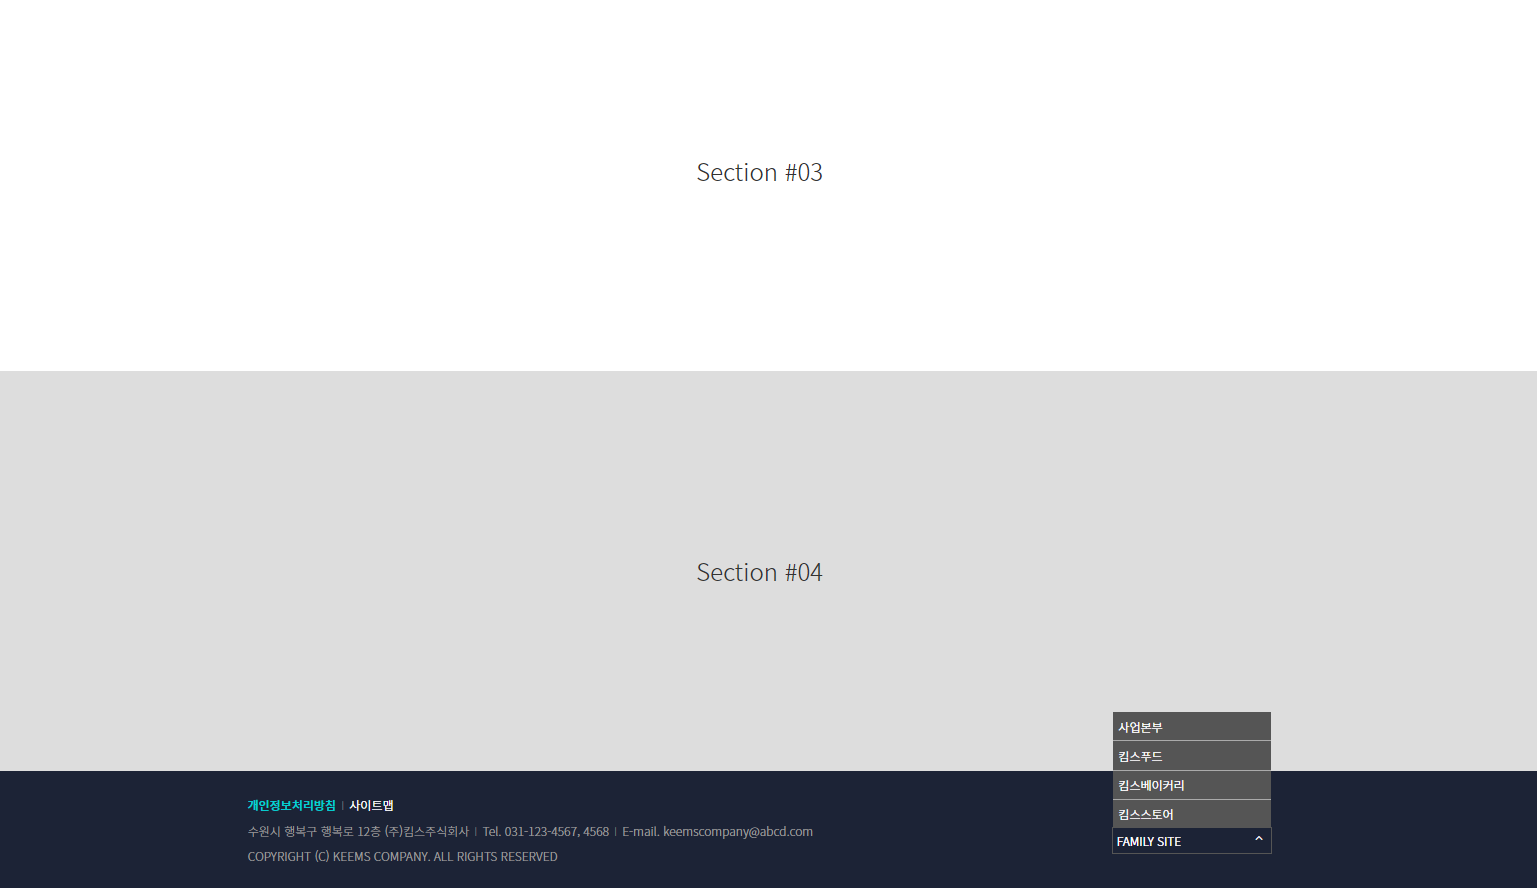 Section #03
Section #04
사업본부
킴스푸드
킴스베이커리
킴스스토어
FAMILY SITE
개인정보처리방침 | 사이트맵
수원시 행복구 행복로 12층 (주)킴스주식회사 | Tel. 031-123-4567, 4568 | E-mail. keemscompany@abcd.com
COPYRIGHT (C) KEEMS COMPANY. ALL RIGHTS RESERVED